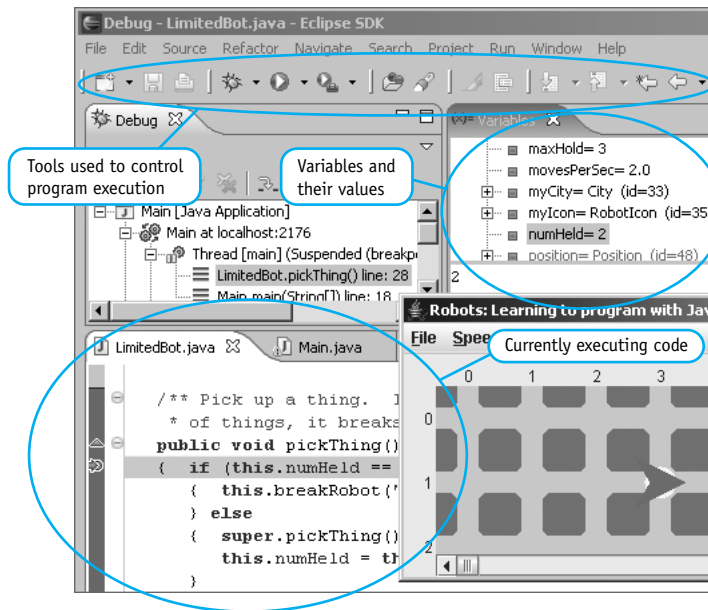 Debug - LimitedBot.java - Eclipse SDK
File Edit Source Refactor Navigate Search Project Run Window Help
Debug
(x)= Variables
Tools used to control
program execution
Variables and
their values
maxHold= 3
movesPerSec= 2.0
myCity= City (id=33)
myIcon= RobotIcon (id=35
numHeld= 2
position= Position (id=48)
2
Main [Java Application]
Main at localhost:2176
Thread [main] (Suspended (breakp
LimitedBot.pickThing() line: 28
Main.main(String[]) line: 18
Robots: Learning to program with Jav
File Spee
Currently executing code
0 1 2 3
0
1
2
LimitedBot.java
Main.java
/** Pick up a thing.
* of things, it breaks
public void pickThing()
{ if (this.numHeld ==
{ this.breakRobot("
} else
{ super.pickThing()
this.numHeld = th
}